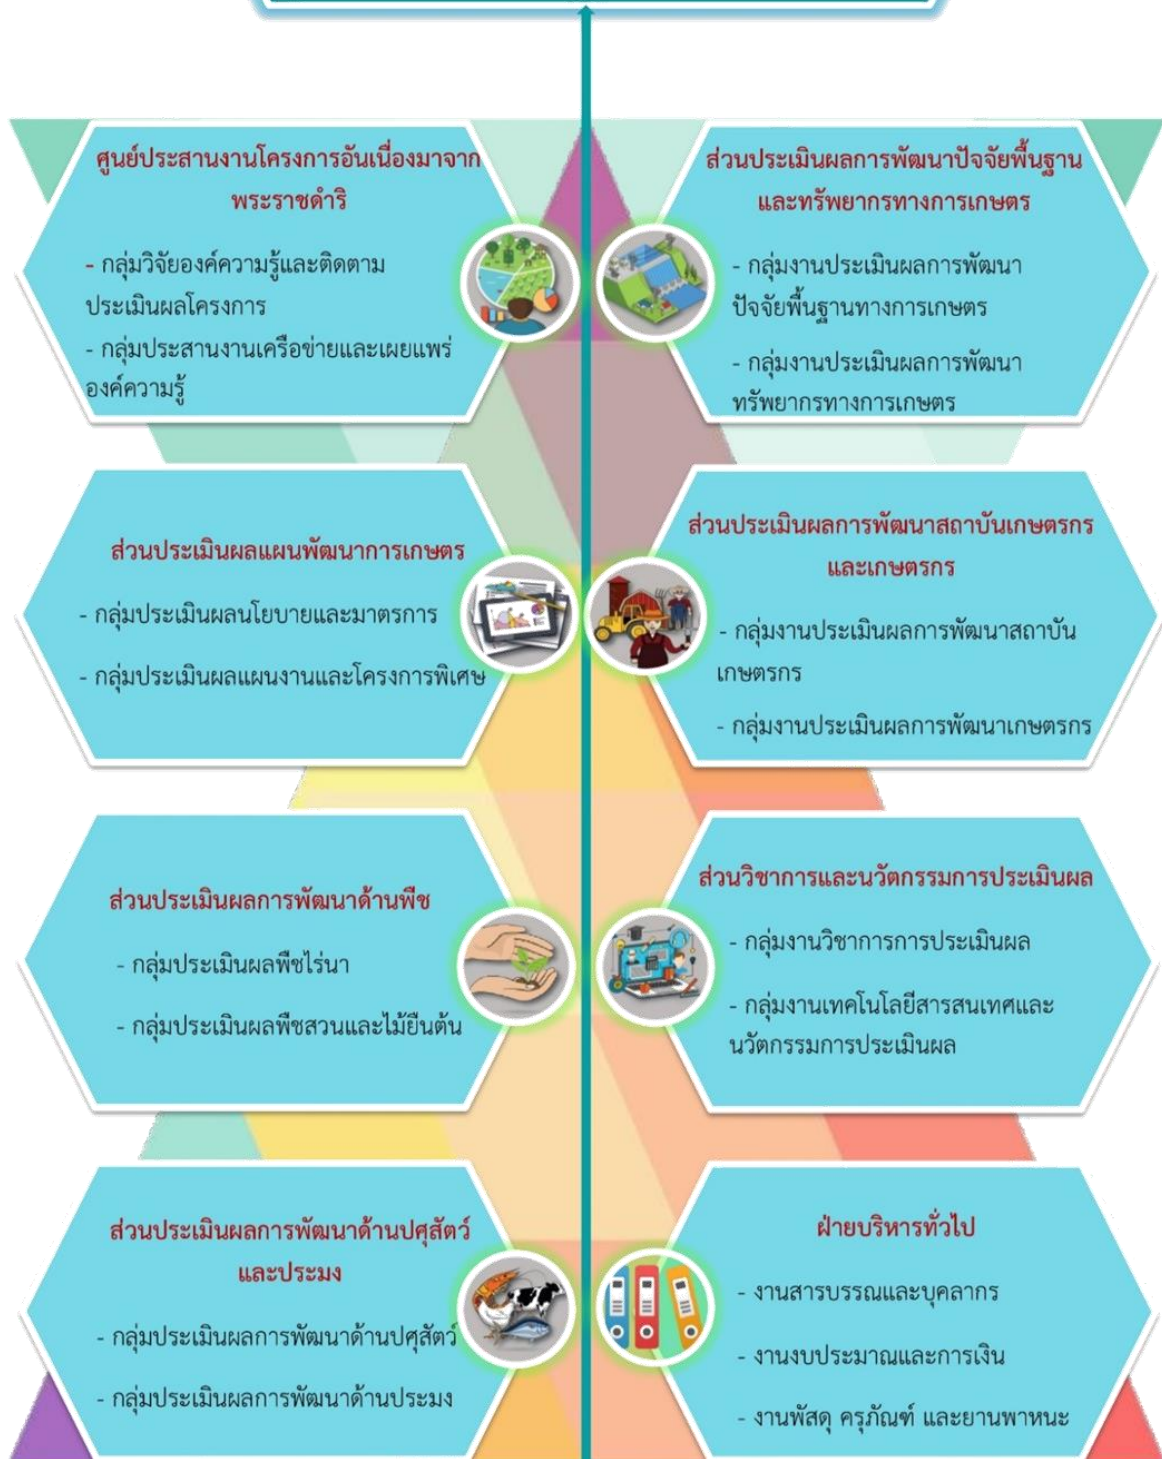 ศูนย์ประสานงานโครงการอันเนื่องมาจาก
พระราชดำริ
- กลุ่มวิจัยองค์ความรู้และติดตาม
ประเมินผลโครงการ
- กลุ่มประสานงานเครือข่ายและเผยแพร่
องค์ความรู้
ส่วนประเมินผลการพัฒนาปัจจัยพื้นฐาน
และทรัพยากรทางการเกษตร
- กลุ่มงานประเมินผลการพัฒนา
ปัจจัยพื้นฐานทางการเกษตร
- กลุ่มงานประเมินผลการพัฒนา
ทรัพยากรทางการเกษตร
ส่วนประเมินผลแผนพัฒนาการเกษตร
- กลุ่มประเมินผลนโยบายและมาตรการ
- กลุ่มประเมินผลแผนงานและโครงการพิเศษ
ส่วนประเมินผลการพัฒนาสถาบันเกษตรกร
และเกษตรกร
- กลุ่มงานประเมินผลการพัฒนาสถาบัน
เกษตรกร
- กลุ่มงานประเมินผลการพัฒนาเกษตรกร
ส่วนประเมินผลการพัฒนาด้านพืช
- กลุ่มประเมินผลพืชไร่นา
- กลุ่มประเมินผลพืชสวนและไม้ยืนต้น
ส่วนวิชาการและนวัตกรรมการประเมินผล
- กลุ่มงานวิชาการการประเมินผล
- กลุ่มงานเทคโนโลยีสารสนเทศและ
นวัตกรรมการประเมินผล
ส่วนประเมินผลการพัฒนาด้านปศุสัตว์
และประมง
- กลุ่มประเมินผลการพัฒนาด้านปศุสัตว์
- กลุ่มประเมินผลการพัฒนาด้านประมง
ฝ่ายบริหารทั่วไป
- งานสารบรรณและบุคลากร
- งานงบประมาณและการเงิน
- งานพัสดุ ครุภัณฑ์ และยานพาหนะ